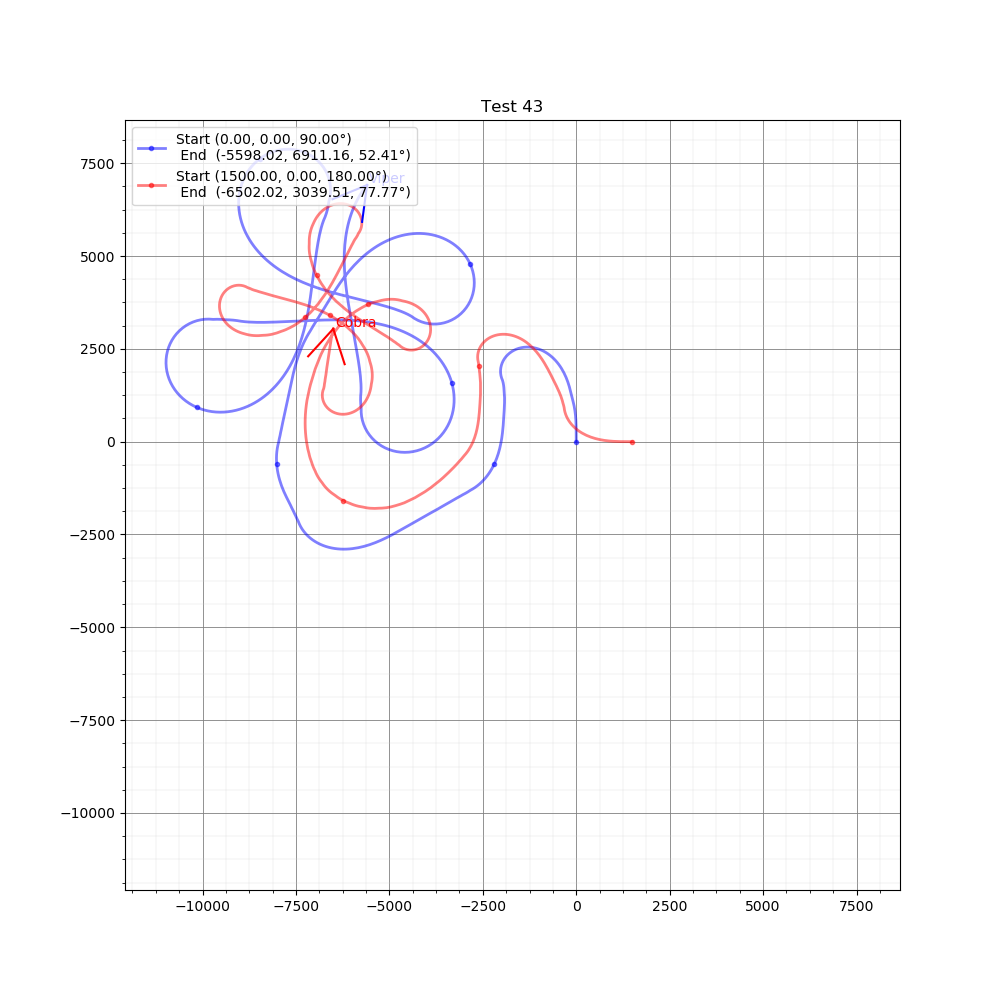 Test 43
Start (0.00, 0.00, 90.00°)
End (-5598.02, 6911.16, 52.41°)
Start (1500.00, 0.00, 180.00°)
End (-6502.02, 3039.51, 77.77°)
Cobra
7500
5000
2500
0
−2500
−5000
−7500
−10000
−10000 −7500 −5000 −2500 0 2500 5000 7500